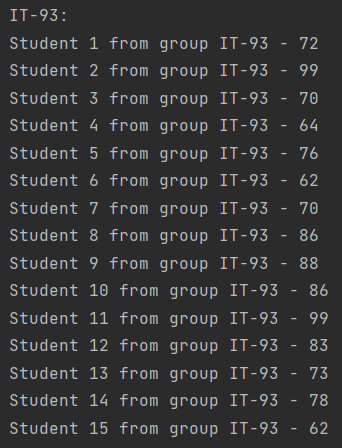 IT-93:
Student 1 from group IT-93 - 72
Student 2 from group IT-93 - 99
Student 3 from group IT-93 - 70
Student 4 from group IT-93 - 64
Student 5 from group IT-93 - 76
Student 6 from group IT-93 - 62
Student 7 from group IT-93 - 70
Student 8 from group IT-93 - 86
Student 9 from group IT-93 - 88
Student 10 from group IT-93 - 86
Student 11 from group IT-93 - 99
Student 12 from group IT-93 - 83
Student 13 from group IT-93 - 73
Student 14 from group IT-93 - 78
Student 15 from group IT-93 - 62